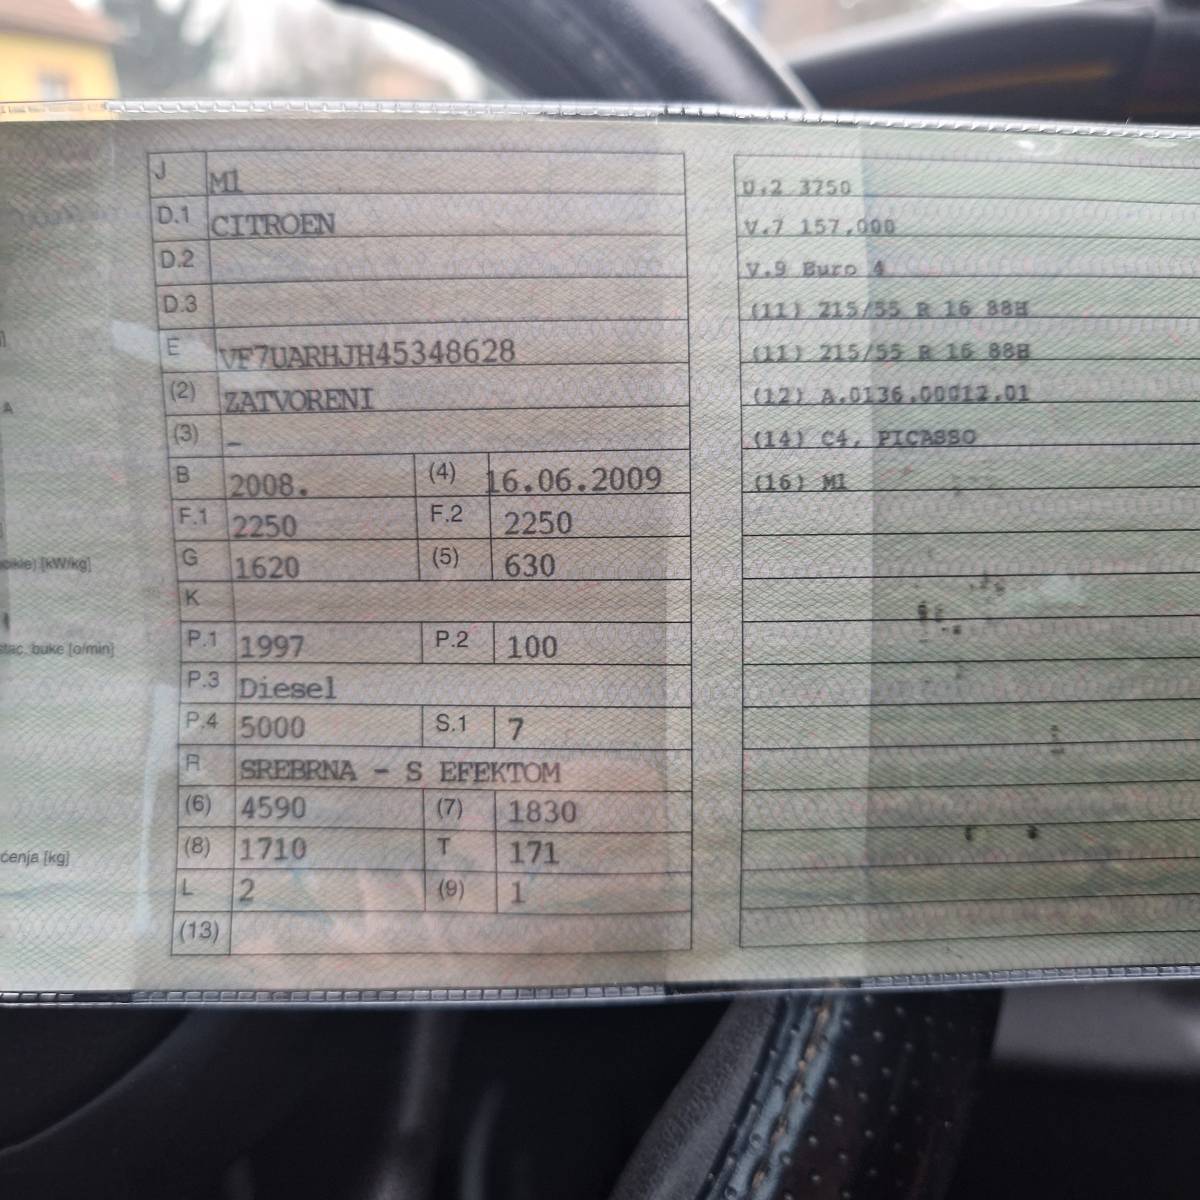 J M1
D.1 CITROEN
D.2
D.3
E VF7UARHJH45348628
(2) ZATVORENI
(3) –
B 2008. (4) 16.06.2009
F.1 2250 F.2 2250
G 1620 (5) 630
K
P.1 1997 P.2 100
P.3 Diesel
P.4 5000 S.1 7
R SREBRNA - S EFEKTOM
(6) 4590 (7) 1830
(8) 1710 T 171
L 2 (9) 1
(13)
U.2 3750
V.7 157,000
V.9 Euro 4
(11) 215/55 R 16 88H
(11) 215/55 R 16 88H
(12) A.0136.00012.01
(14) C4, PICASSO
(16) M1
A
[kW/kg]
buke [o/min]
ćenja [kg]